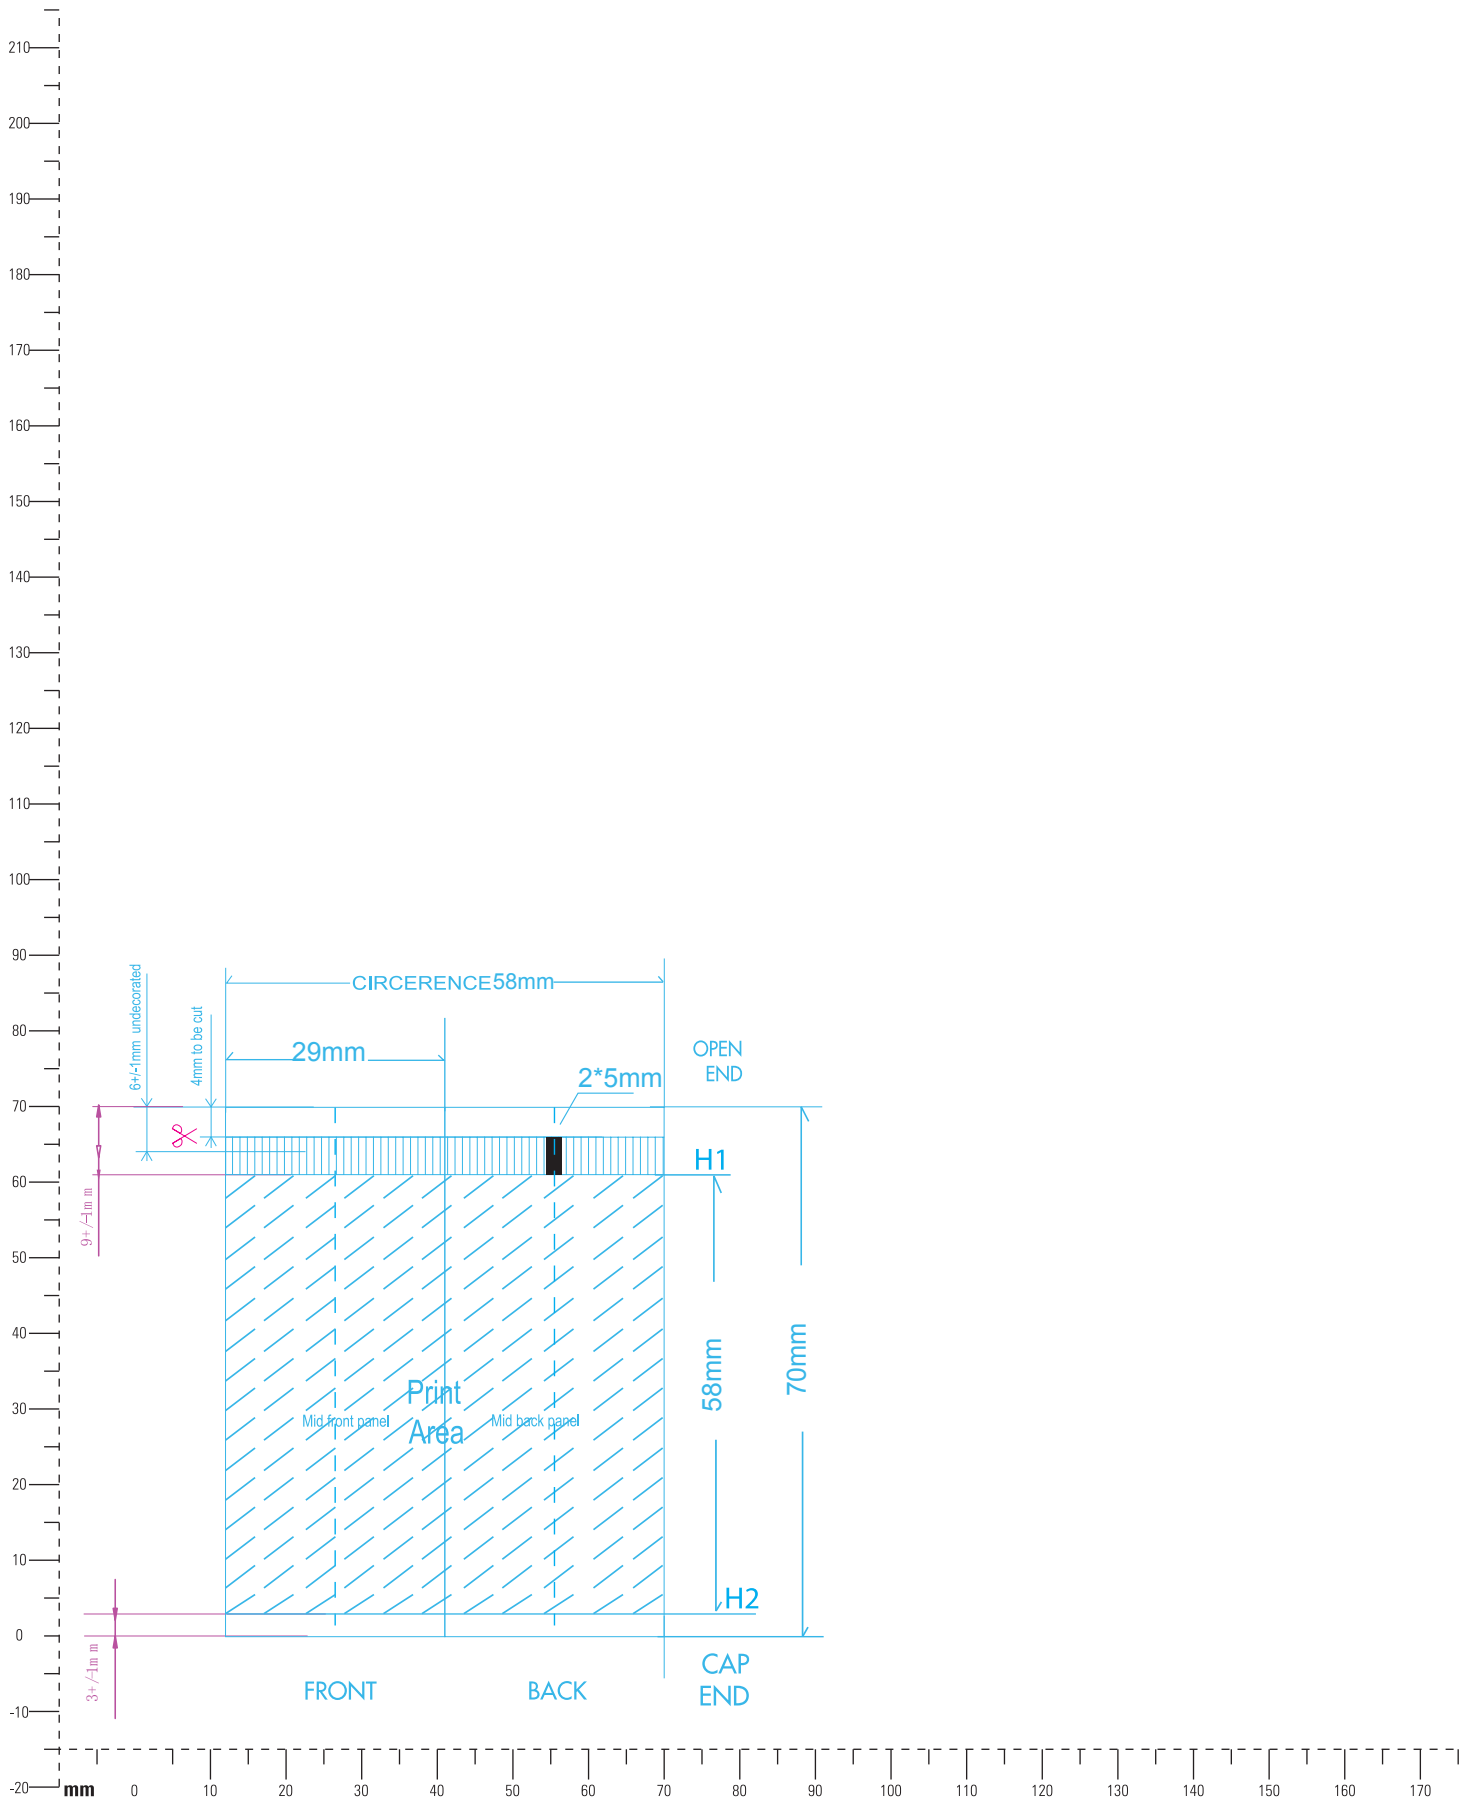 210
200
190
180
170
160
150
140
130
120
110
100
90
80
70
60
50
40
30
20
10
0
-10
-20
mm
0
10
20
30
40
50
60
70
80
90
100
110
120
130
140
150
160
170
6+/-1mm undecorated
4mm to be cut
CIRCERENCE58mm
29mm
2*5mm
OPEN
END
H1
9+/-1m m
58mm
70mm
Print
Area
Mid front panel
Mid back panel
H2
3+/-1m m
FRONT
BACK
CAP
END